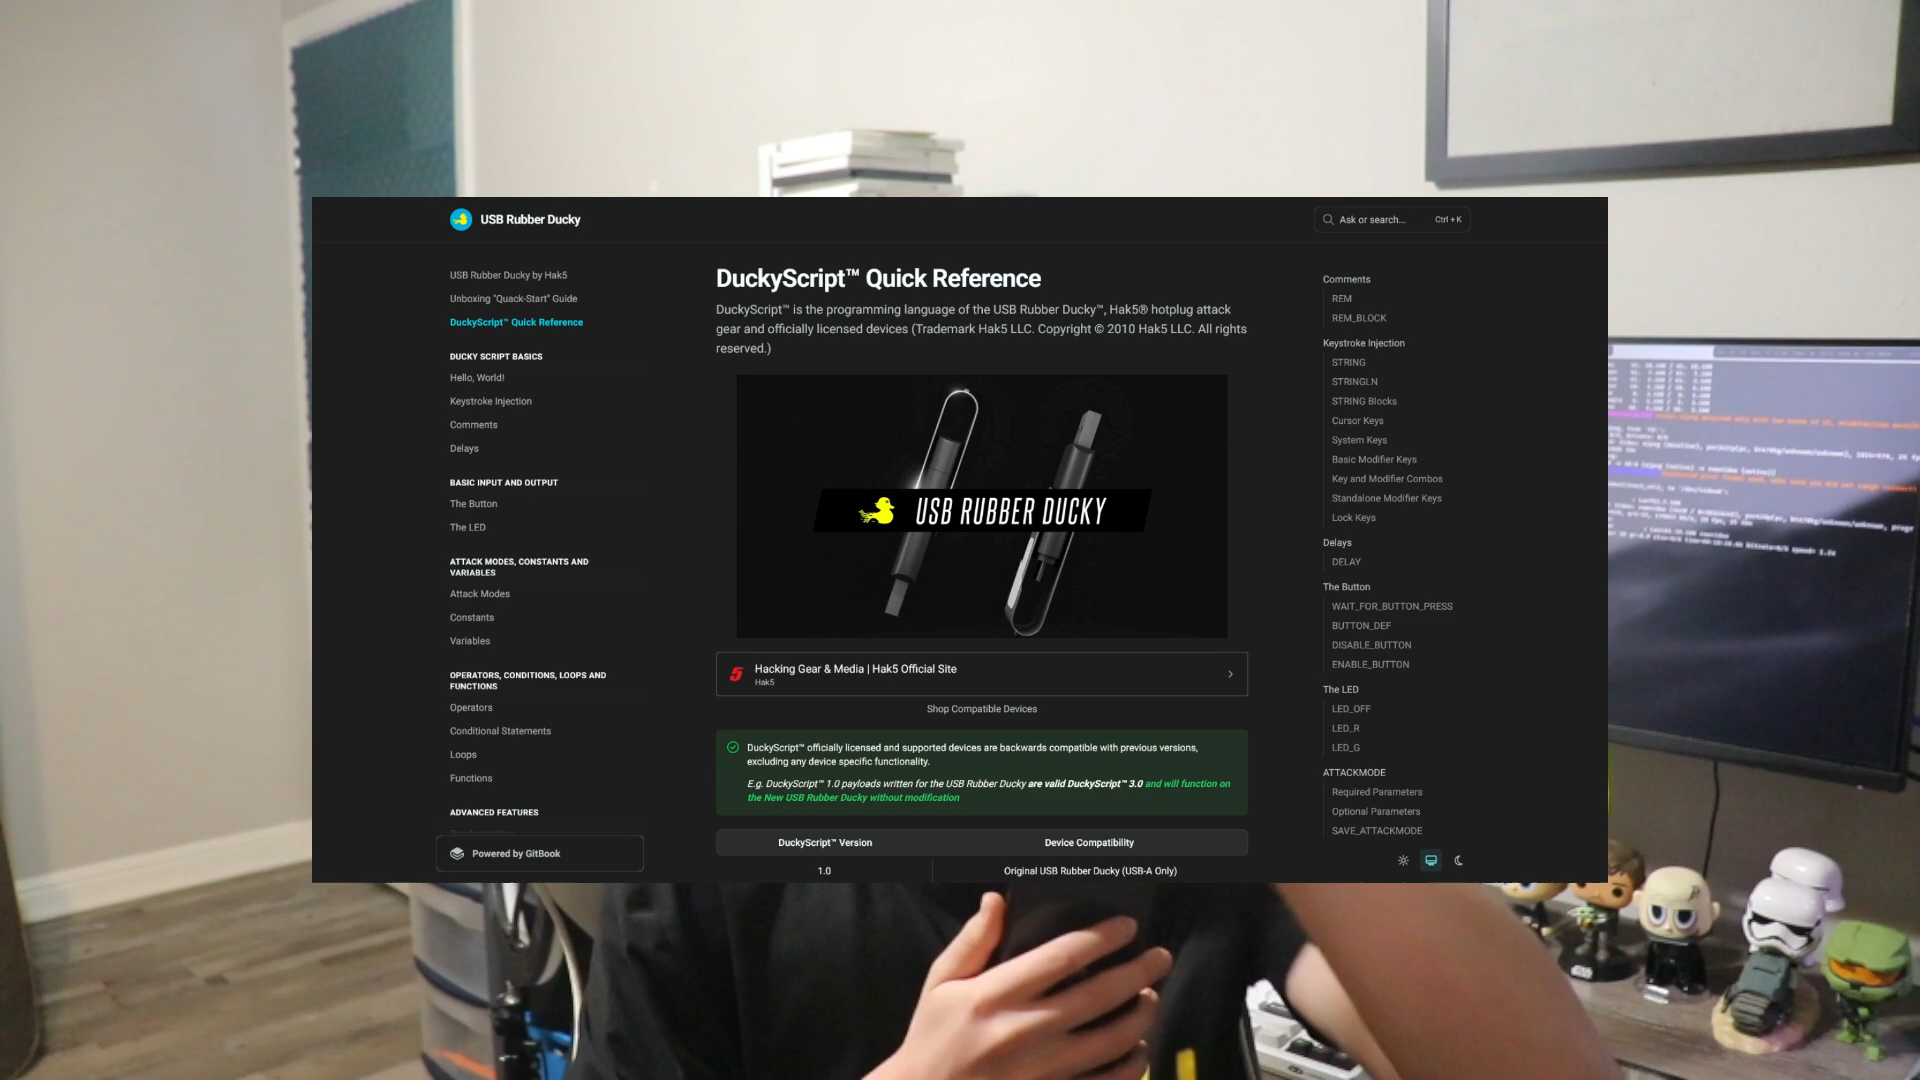 USB Rubber Ducky
Ask or search...
Ctrl + K
USB Rubber Ducky by Hak5
Unboxing "Quack-Start" Guide
DuckyScript™ Quick Reference
DUCKY SCRIPT BASICS
Hello, World!
Keystroke Injection
Comments
Delays
BASIC INPUT AND OUTPUT
The Button
The LED
ATTACK MODES, CONSTANTS AND
VARIABLES
Attack Modes
Constants
Variables
OPERATORS, CONDITIONS, LOOPS AND
FUNCTIONS
Operators
Conditional Statements
Loops
Functions
ADVANCED FEATURES
Powered by GitBook
DuckyScript™ Quick Reference
DuckyScript™ is the programming language of the USB Rubber Ducky™, Hak5® hotplug attack
gear and officially licensed devices (Trademark Hak5 LLC. Copyright © 2010 Hak5 LLC. All rights
reserved.)
USB RUBBER DUCKY
5
Hacking Gear & Media | Hak5 Official Site
Hak5
Shop Compatible Devices
DuckyScript™ officially licensed and supported devices are backwards compatible with previous versions,
excluding any device specific functionality.
E.g. DuckyScript™ 1.0 payloads written for the USB Rubber Ducky are valid DuckyScript™ 3.0 and will function on
the New USB Rubber Ducky without modification
DuckyScript™ Version
Device Compatibility
1.0
Original USB Rubber Ducky (USB-A Only)
Comments
REM
REM_BLOCK
Keystroke Injection
STRING
STRINGLN
STRING Blocks
Cursor Keys
System Keys
Basic Modifier Keys
Key and Modifier Combos
Standalone Modifier Keys
Lock Keys
Delays
DELAY
The Button
WAIT_FOR_BUTTON_PRESS
BUTTON_DEF
DISABLE_BUTTON
ENABLE_BUTTON
The LED
LED_OFF
LED_R
LED_G
ATTACKMODE
Required Parameters
Optional Parameters
SAVE_ATTACKMODE